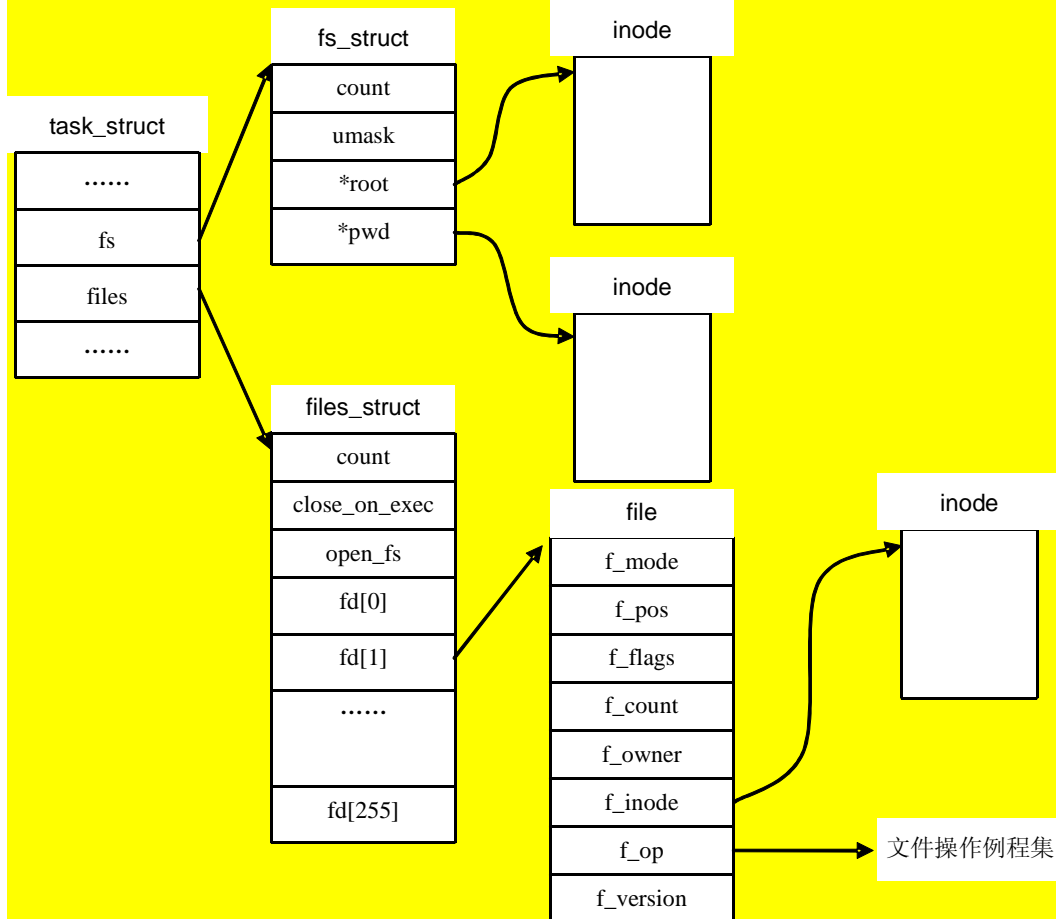 task_struct
……
fs
files
……
fs_struct
count
umask
*root
*pwd
inode
inode
files_struct
count
close_on_exec
open_fs
fd[0]
fd[1]
……
fd[255]
file
f_mode
f_pos
f_flags
f_count
f_owner
f_inode
f_op
f_version
inode
文件操作例程集